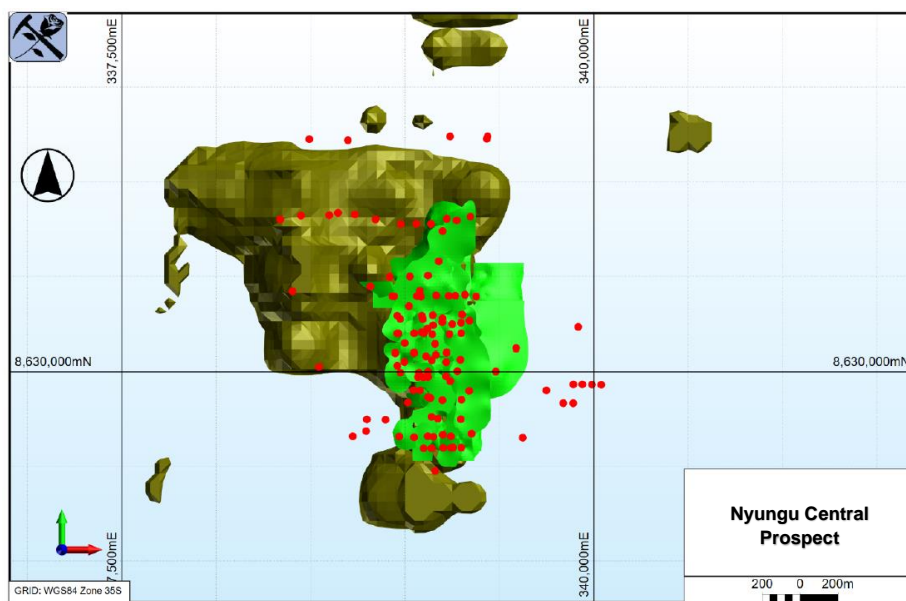 337,500mE
340,000mE
8,630,000mN
8,630,000mN
Nyungu Central
Prospect
7,500mE
340,000mE
200 0 200m
GRID: WGS84 Zone 35S